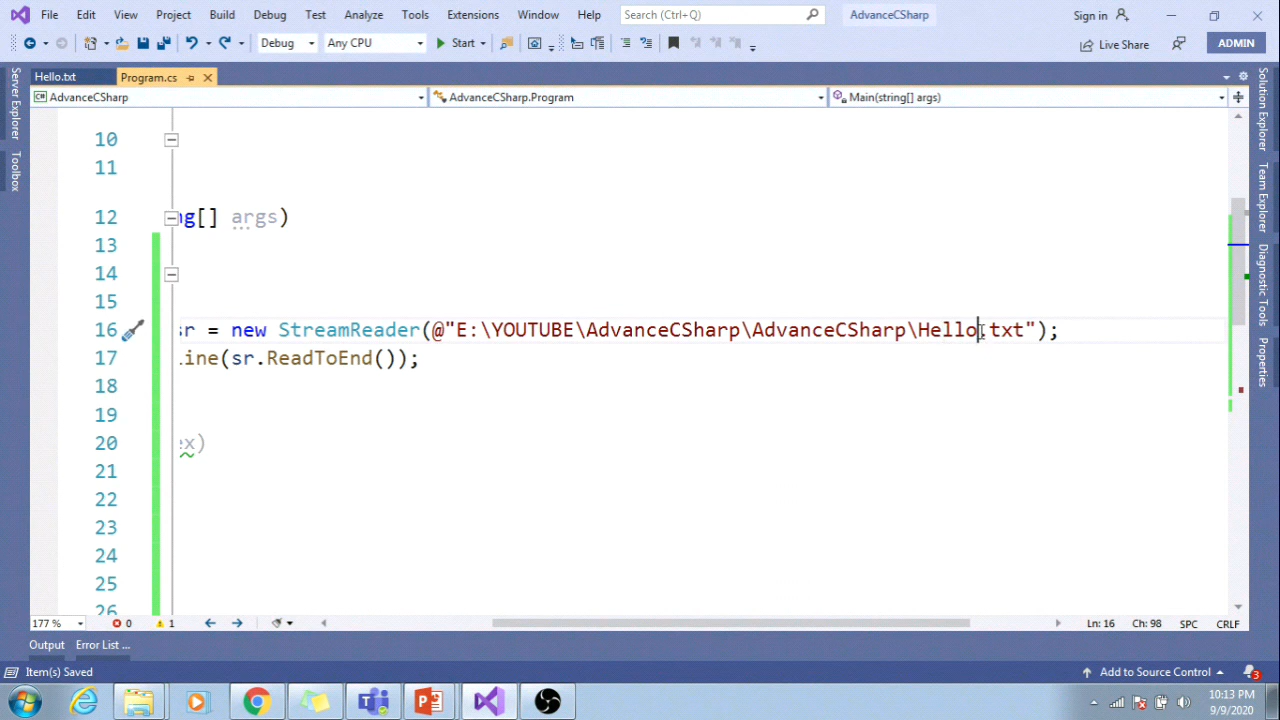 File Edit View Project Build Debug Test Analyze Tools Extensions Window Help Search (Ctrl+Q) AdvanceCSharp Sign in
Debug Any CPU Start Live Share ADMIN
Hello.txt Program.cs
AdvanceCSharp AdvanceCSharp.Program Main(string[] args)
Server Explorer
Toolbox
Solution Explorer
Team Explorer
Diagnostic Tools
Properties
10
11
12 ng[] args)
13
14
15
16 sr = new StreamReader(@"E:\YOUTUBE\AdvanceCSharp\AdvanceCSharp\Hello.txt");
17 Line(sr.ReadToEnd());
18
19
20 ex)
21
22
23
24
25
26
177 % 0 1 Ln: 16 Ch: 98 SPC CRLF
Output Error List ...
Item(s) Saved Add to Source Control 3
10:13 PM
9/9/2020